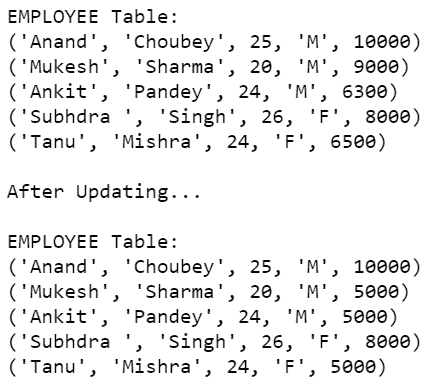 EMPLOYEE Table:
('Anand', 'Choubey', 25, 'M', 10000)
('Mukesh', 'Sharma', 20, 'M', 9000)
('Ankit', 'Pandey', 24, 'M', 6300)
('Subhdra ', 'Singh', 26, 'F', 8000)
('Tanu', 'Mishra', 24, 'F', 6500)
After Updating...
EMPLOYEE Table:
('Anand', 'Choubey', 25, 'M', 10000)
('Mukesh', 'Sharma', 20, 'M', 5000)
('Ankit', 'Pandey', 24, 'M', 5000)
('Subhdra ', 'Singh', 26, 'F', 8000)
('Tanu', 'Mishra', 24, 'F', 5000)